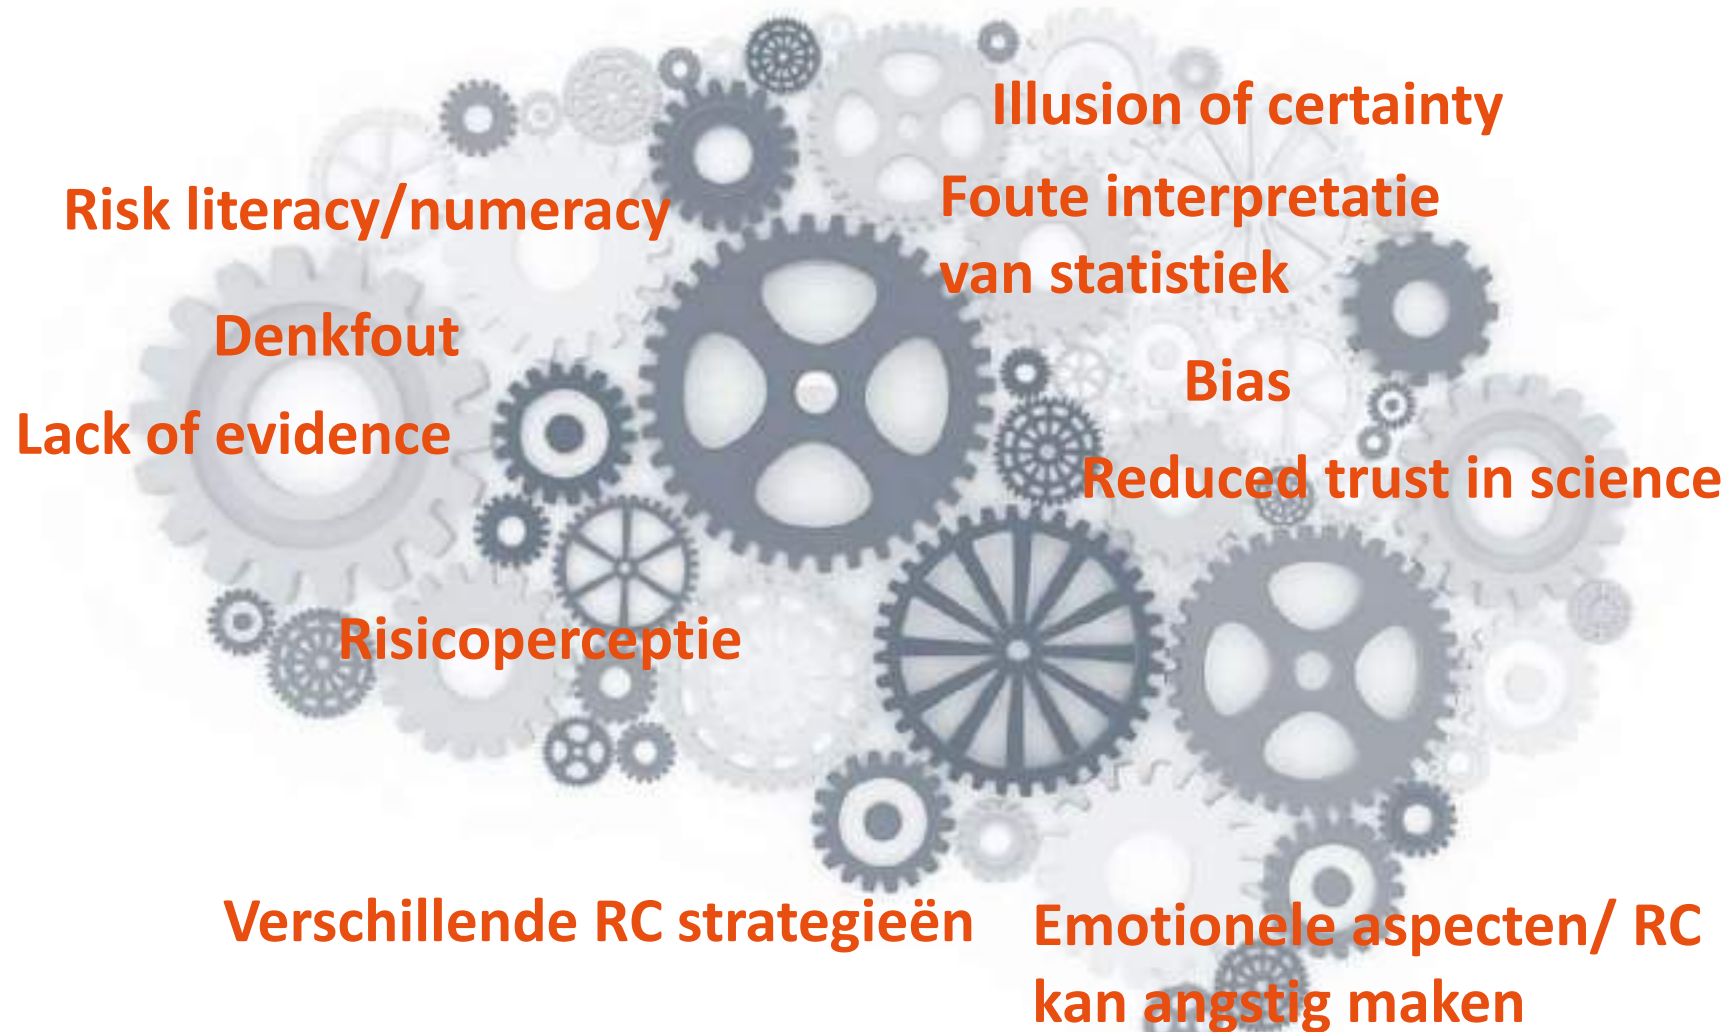 Illusion of certainty
Risk literacy/numeracy
Foute interpretatie
van statistiek
Denkfout
Bias
Lack of evidence
Reduced trust in science
Risicoperceptie
Verschillende RC strategieën
Emotionele aspecten/ RC
kan angstig maken